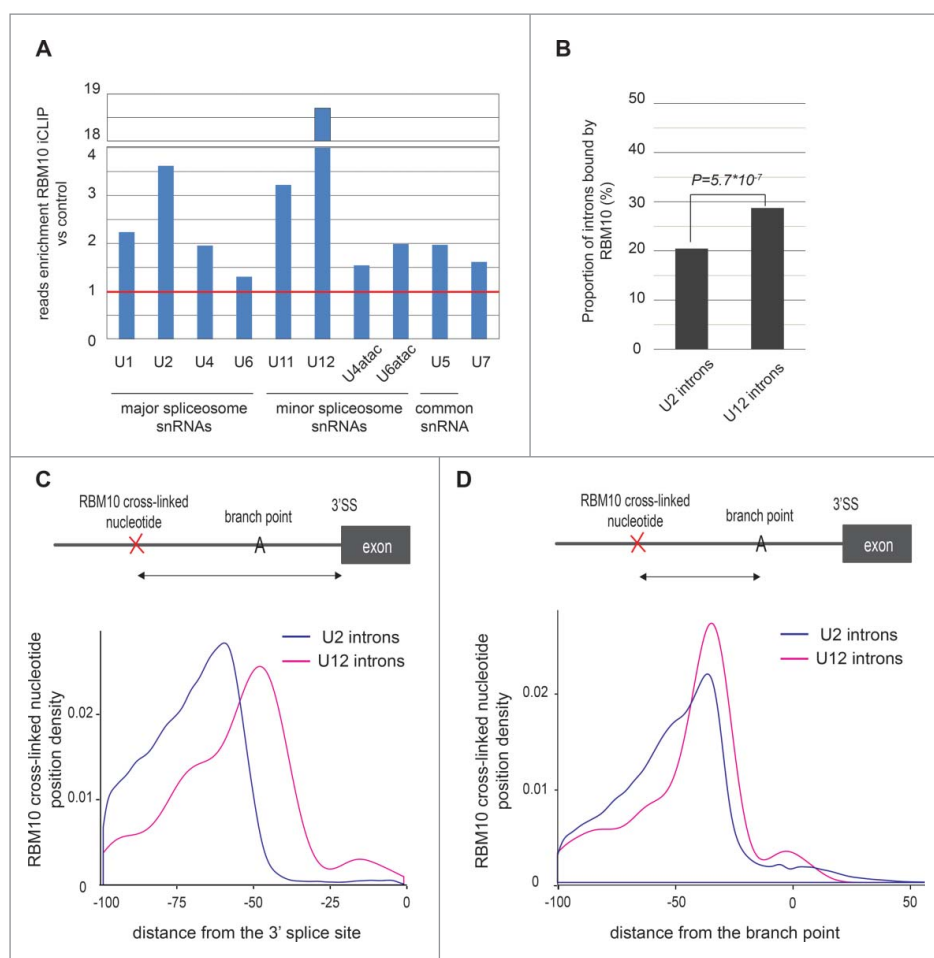 A
19
18
4
3
2
1
0
reads enrichment RBM10 iCLIP
vs control
U1
U2
U4
U6
U11
U12
U4atac
U6atac
U5
U7
major spliceosome
snRNAs
minor spliceosome
snRNAs
common
snRNA
B
50
40
30
20
10
0
Proportion of introns bound by
RBM10 (%)
P=5.7*10-7
U2 introns
U12 introns
C
RBM10 cross-linked
nucleotide
branch point
3'SS
A
exon
U2 introns
U12 introns
0.02
0.01
0
RBM10 cross-linked nucleotide
position density
-100
-75
-50
-25
0
distance from the 3' splice site
D
RBM10 cross-linked
nucleotide
branch point
3'SS
A
exon
U2 introns
U12 introns
0.02
0.01
0
RBM10 cross-linked nucleotide
position density
-100
-50
0
50
distance from the branch point